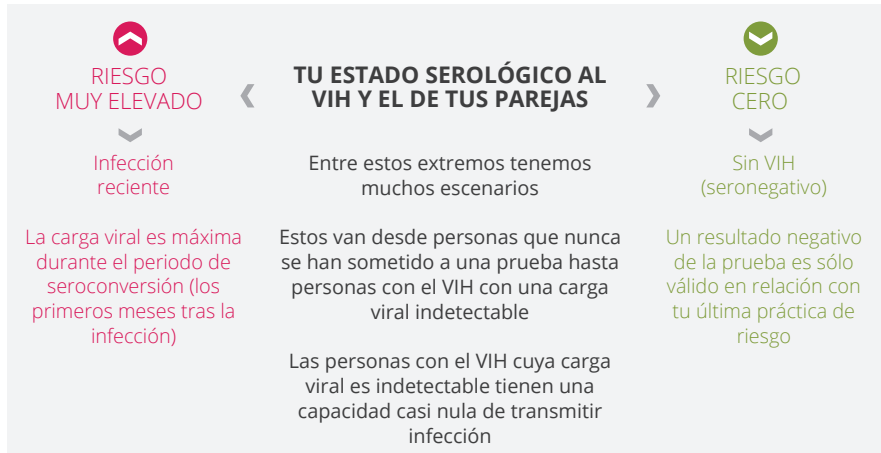 RIESGO
MUY ELEVADO
Infección
reciente
La carga viral es máxima
durante el periodo de
seroconversión (los
primeros meses tras la
infección)
TU ESTADO SEROLÓGICO AL
VIH Y EL DE TUS PAREJAS
Entre estos extremos tenemos
muchos escenarios
Estos van desde personas que nunca
se han sometido a una prueba hasta
personas con el VIH con una carga
viral indetectable
Las personas con el VIH cuya carga
viral es indetectable tienen una
capacidad casi nula de transmitir
infección
RIESGO
CERO
Sin VIH
(seronegativo)
Un resultado negativo
de la prueba es sólo
válido en relación con
tu última práctica de
riesgo